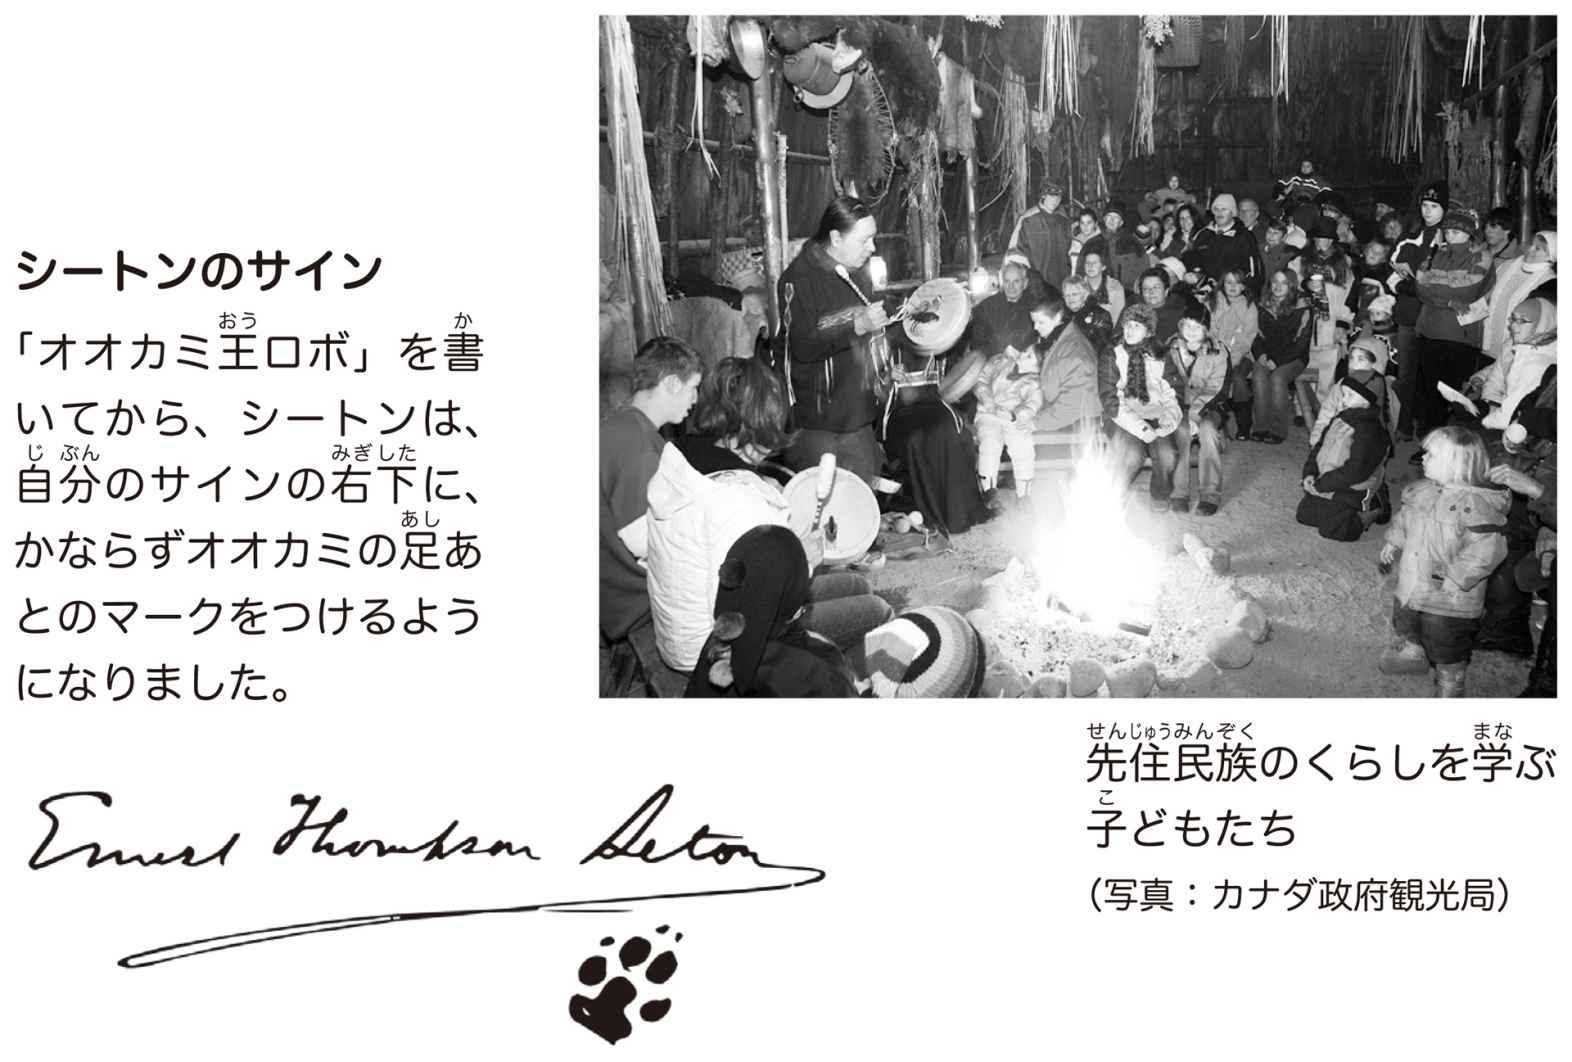 シートンのサイン
「オオカミ王ロボ」を書
いてから、シートンは、
自分のサインの右下に、
かならずオオカミの足あ
とのマークをつけるよう
になりました。
Ernest Thompson Seton
先住民族のくらしを学ぶ
子どもたち
（写真：カナダ政府観光局）